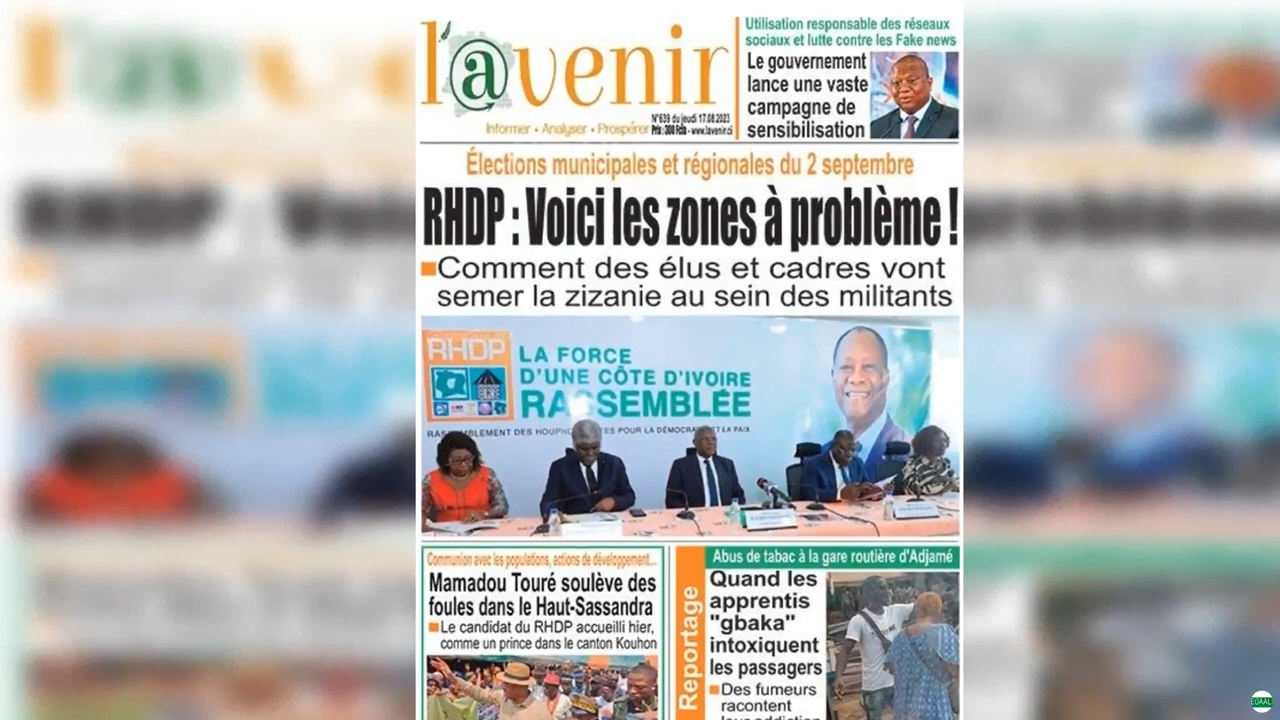 l'@venir
Informer • Analyser • Prospérer
N°639 du jeudi 17.08.2023
Prix : 300 Fcfa - www.lavenir.ci
Utilisation responsable des réseaux
sociaux et lutte contre les Fake news
Le gouvernement
lance une vaste
campagne de
sensibilisation
Élections municipales et régionales du 2 septembre
RHDP : Voici les zones à problème !
Comment des élus et cadres vont
semer la zizanie au sein des militants
RHDP
LA FORCE
D'UNE CÔTE D'IVOIRE
RASSEMBLÉE
POUR LA DÉMOCRATIE ET LA PAIX
Communion avec les populations, actions de développement...
Mamadou Touré soulève des
foules dans le Haut-Sassandra
Le candidat du RHDP accueilli hier,
comme un prince dans le canton Kouhon
Reportage
Abus de tabac à la gare routière d'Adjamé
Quand les
apprentis
"gbaka"
intoxiquent
les passagers
Des fumeurs
racontent
leur addiction
EGAAL